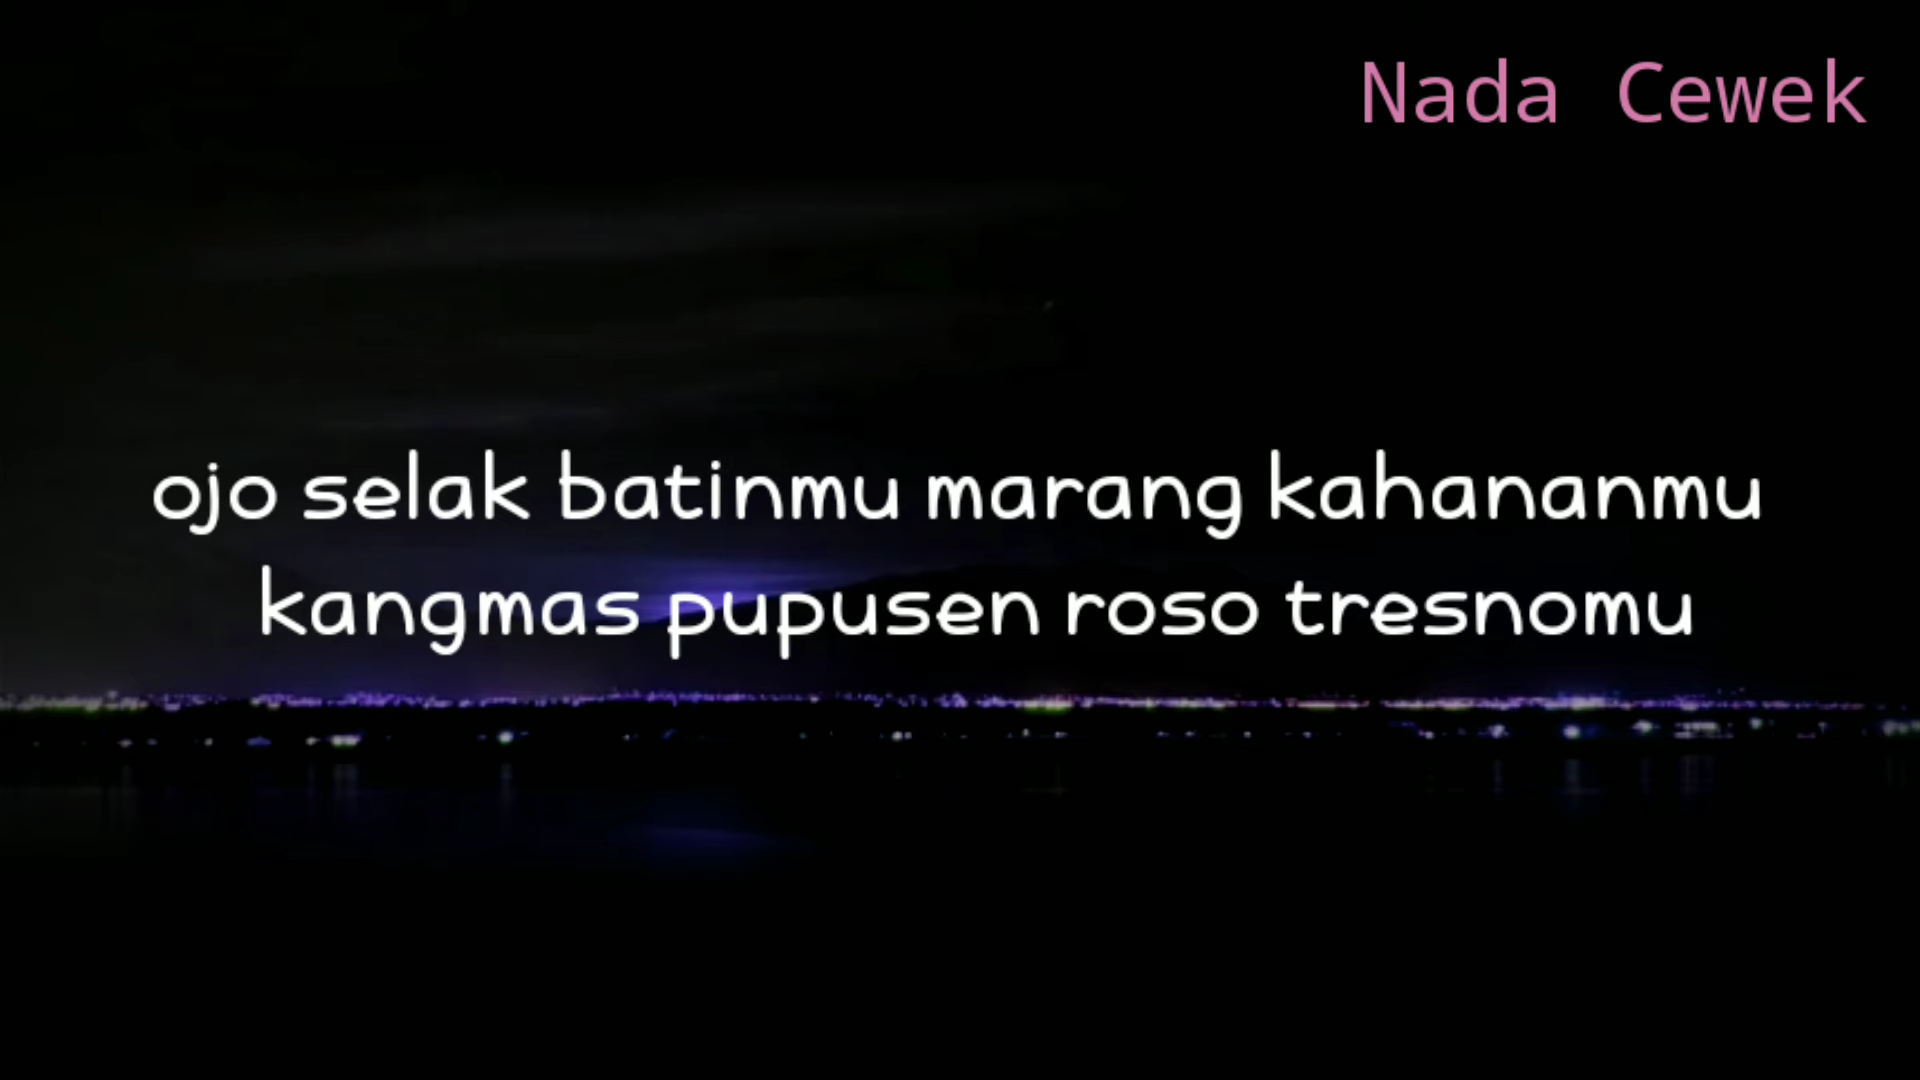 Nada Cewek
ojo selak batinmu marang kahananmu
kangmas pupusen roso tresnomu